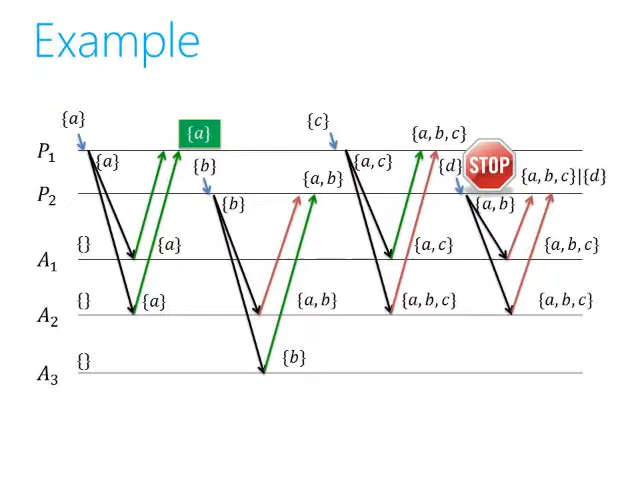 Example
{a}
{a}
{c}
{a, b, c}
P₁
{a}
{b}
{a, c}
{d}
STOP
{a, b, c}|{d}
{a, b}
P₂
{b}
{a, b}
{}
{a}
{a, c}
{a, b, c}
A₁
{}
{a}
{a, b}
{a, b, c}
{a, b, c}
A₂
{}
{b}
A₃